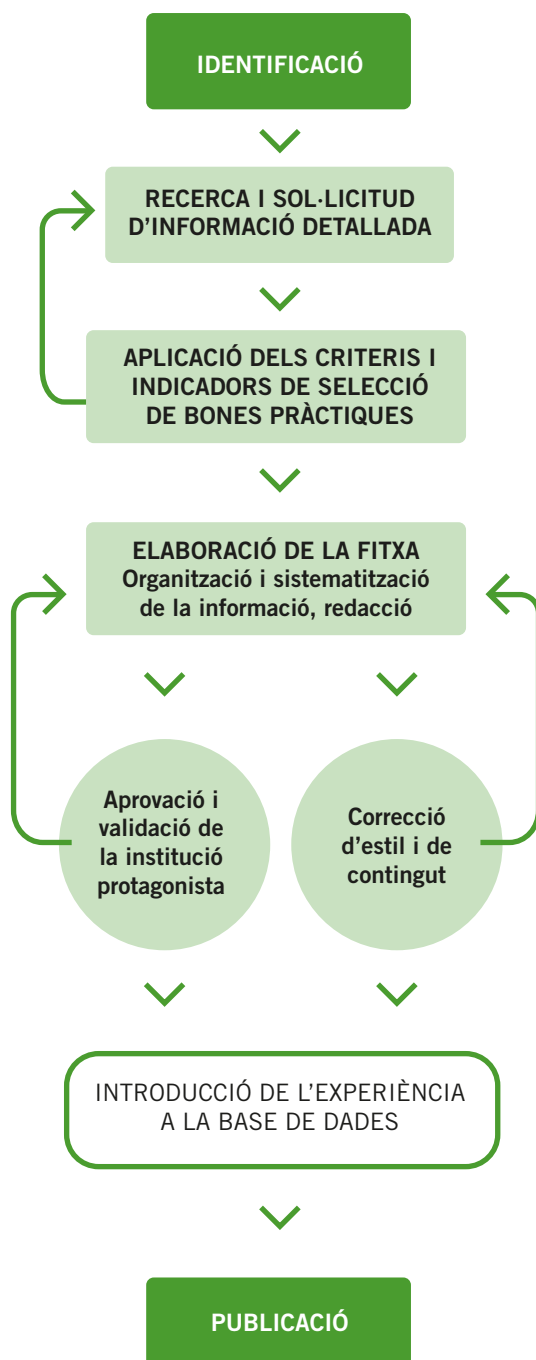 IDENTIFICACIÓ
RECERCA I SOL·LICITUD
D’INFORMACIÓ DETALLADA
APLICACIÓ DELS CRITERIS I
INDICADORS DE SELECCIÓ
DE BONES PRÀCTIQUES
ELABORACIÓ DE LA FITXA
Organització i sistematització
de la informació, redacció
Aprovació i
validació de
la institució
protagonista
Correcció
d’estil i de
contingut
INTRODUCCIÓ DE L’EXPERIÈNCIA
A LA BASE DE DADES
PUBLICACIÓ